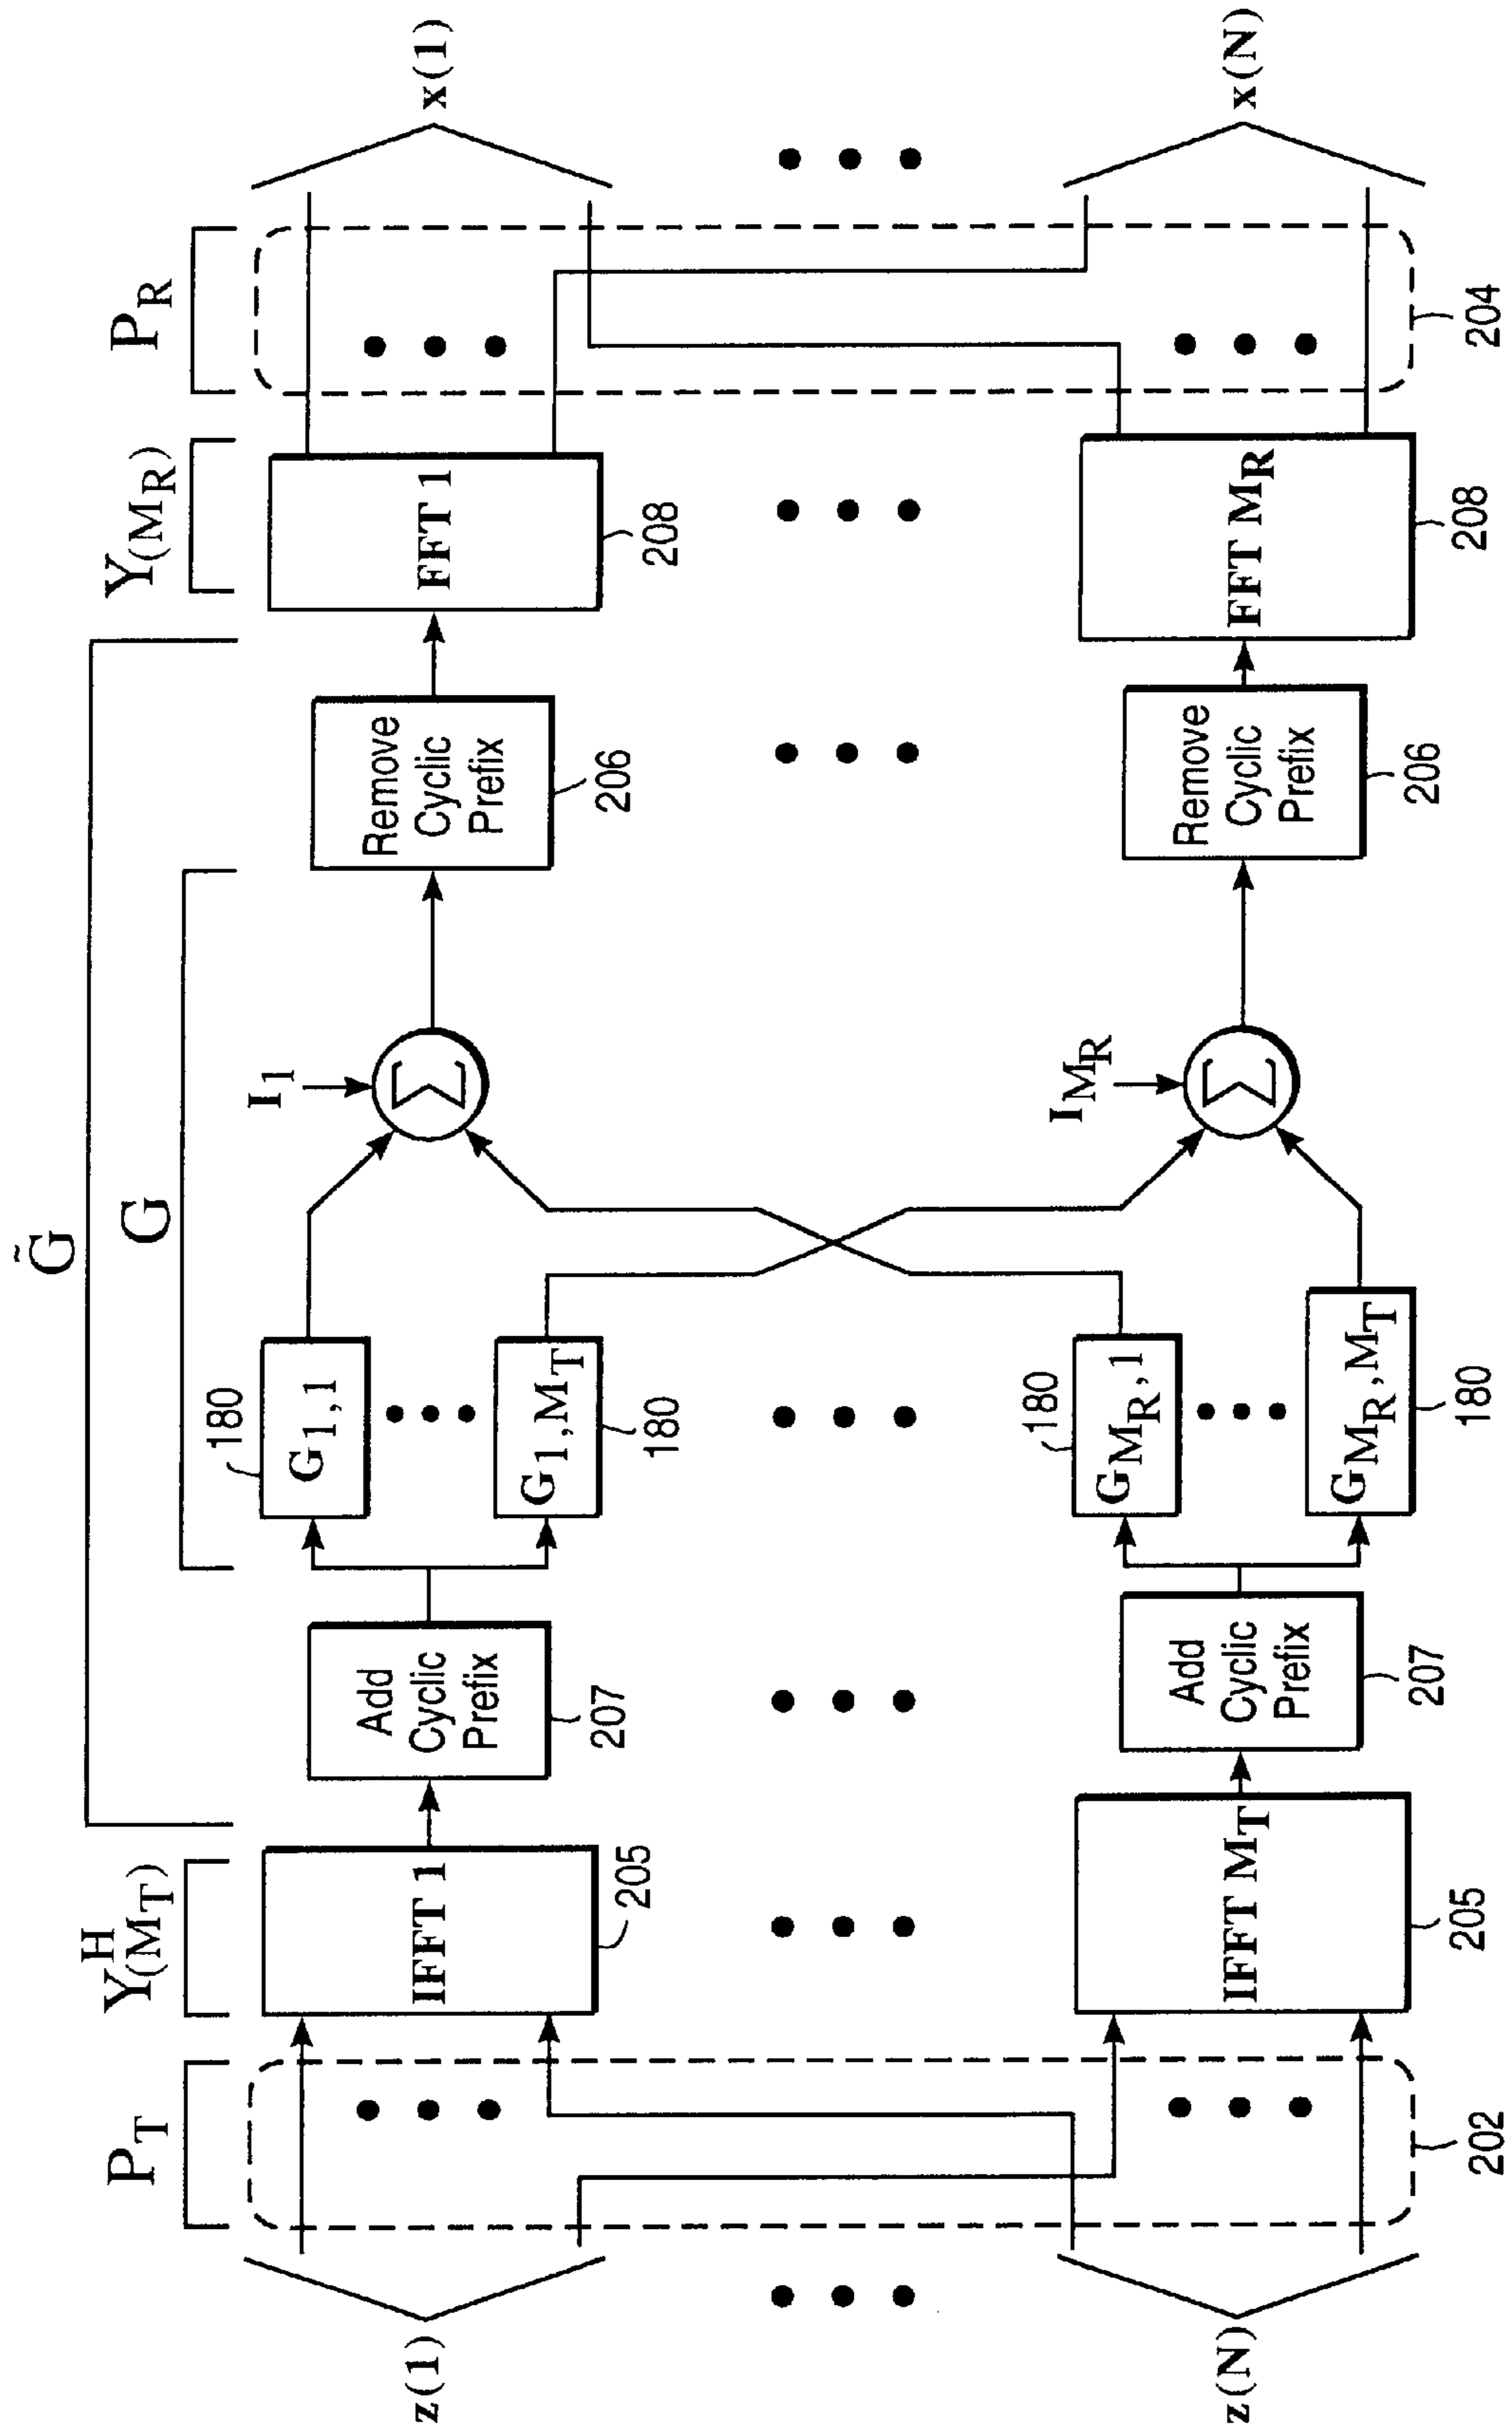 G̃
G
P_T
Y^H_(M_T)
Y_(M_R)
P_R
z(1)
IFFT 1
205
Add
Cyclic
Prefix
207
180
G_1,1
G_1,M_T
180
I_1
Σ
Remove
Cyclic
Prefix
206
FFT 1
208
x(1)
z(N)
202
IFFT M_T
205
Add
Cyclic
Prefix
207
180
G_M_R,1
G_M_R,M_T
180
I_M_R
Σ
Remove
Cyclic
Prefix
206
FFT M_R
208
204
x(N)